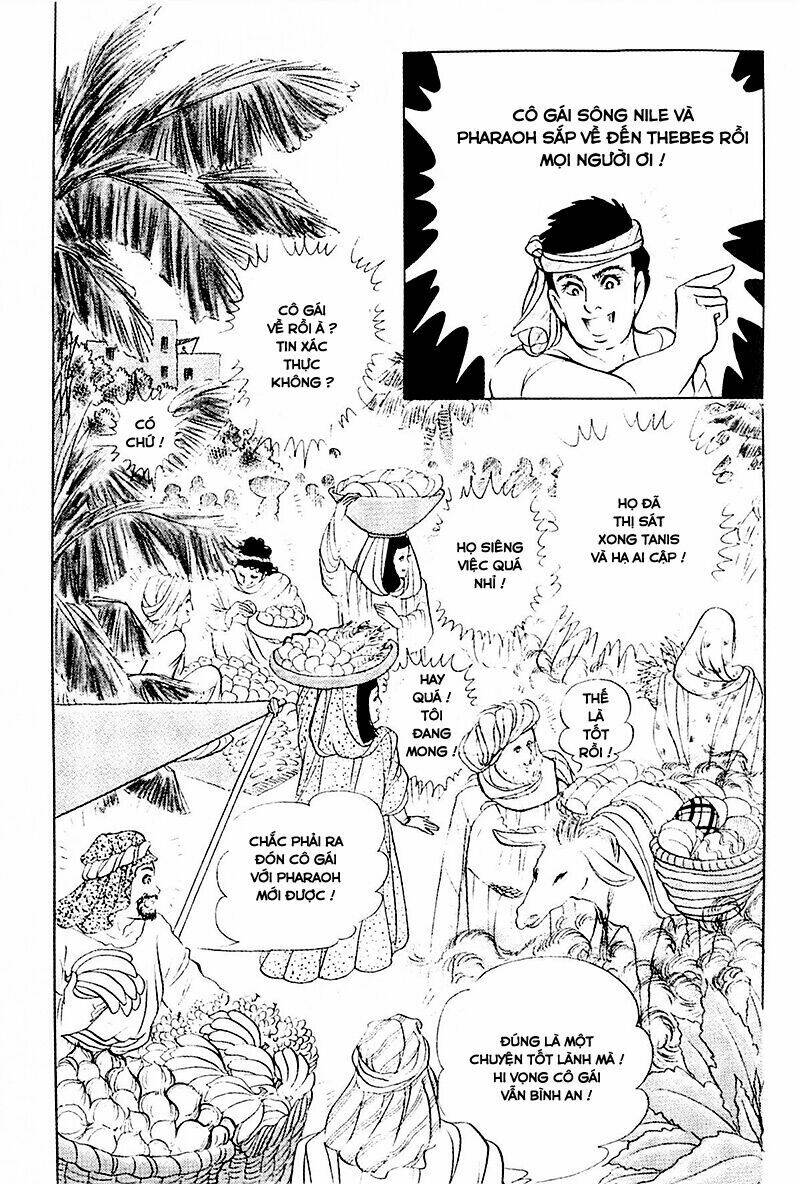 CÔ GÁI SÔNG NILE VÀ
PHARAOH SẮP VỀ ĐẾN THEBES RỒI
MỌI NGƯỜI ƠI !
CÔ GÁI
VỀ RỒI À ?
TIN XÁC
THỰC
KHÔNG ?
CÓ
CHỨ !
HỌ ĐÃ
THỊ SÁT
XONG TANIS
VÀ HẠ AI CẬP !
HỌ SIÊNG
VIỆC QUÁ
NHỈ !
HAY
QUÁ !
TÔI
ĐANG
MONG !
THẾ
LÀ
TỐT
RỒI !
CHẮC PHẢI RA
ĐÓN CÔ GÁI
VỚI PHARAOH
MỚI ĐƯỢC !
ĐÚNG LÀ MỘT
CHUYỆN TỐT LÀNH MÀ !
HI VỌNG CÔ GÁI
VẪN BÌNH AN !